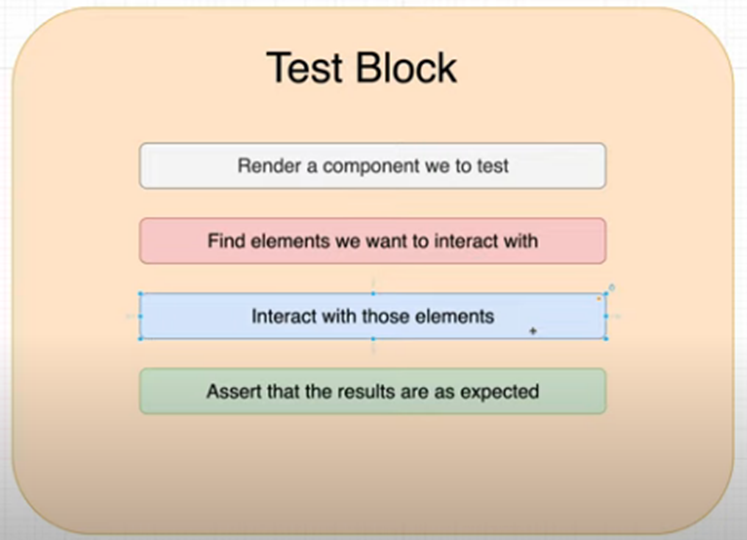 Test Block
Render a component we to test
Find elements we want to interact with
Interact with those elements
Assert that the results are as expected